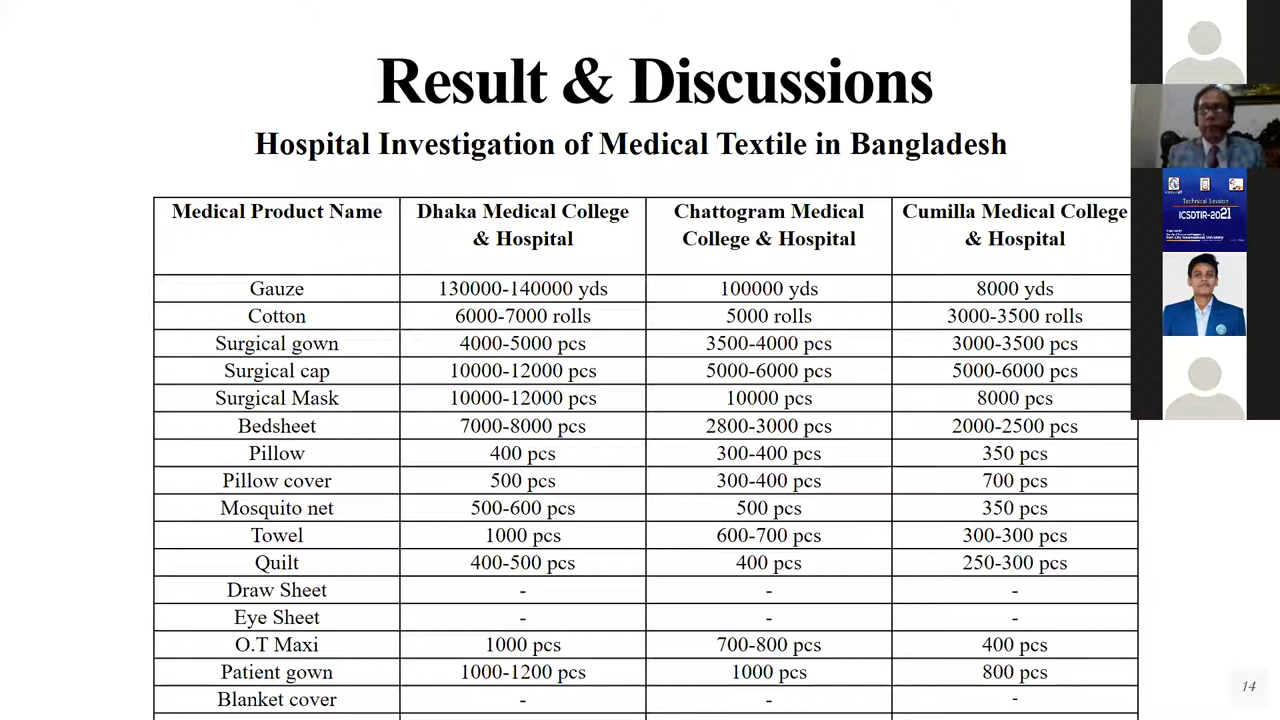 Result & Discussions
Hospital Investigation of Medical Textile in Bangladesh
Medical Product Name Dhaka Medical College & Hospital Chattogram Medical College & Hospital Cumilla Medical College & Hospital
Gauze 130000-140000 yds 100000 yds 8000 yds
Cotton 6000-7000 rolls 5000 rolls 3000-3500 rolls
Surgical gown 4000-5000 pcs 3500-4000 pcs 3000-3500 pcs
Surgical cap 10000-12000 pcs 5000-6000 pcs 5000-6000 pcs
Surgical Mask 10000-12000 pcs 10000 pcs 8000 pcs
Bedsheet 7000-8000 pcs 2800-3000 pcs 2000-2500 pcs
Pillow 400 pcs 300-400 pcs 350 pcs
Pillow cover 500 pcs 300-400 pcs 700 pcs
Mosquito net 500-600 pcs 500 pcs 350 pcs
Towel 1000 pcs 600-700 pcs 300-300 pcs
Quilt 400-500 pcs 400 pcs 250-300 pcs
Draw Sheet - - -
Eye Sheet - - -
O.T Maxi 1000 pcs 700-800 pcs 400 pcs
Patient gown 1000-1200 pcs 1000 pcs 800 pcs
Blanket cover - - -
14
Technical Session
ICSDTIR-2021